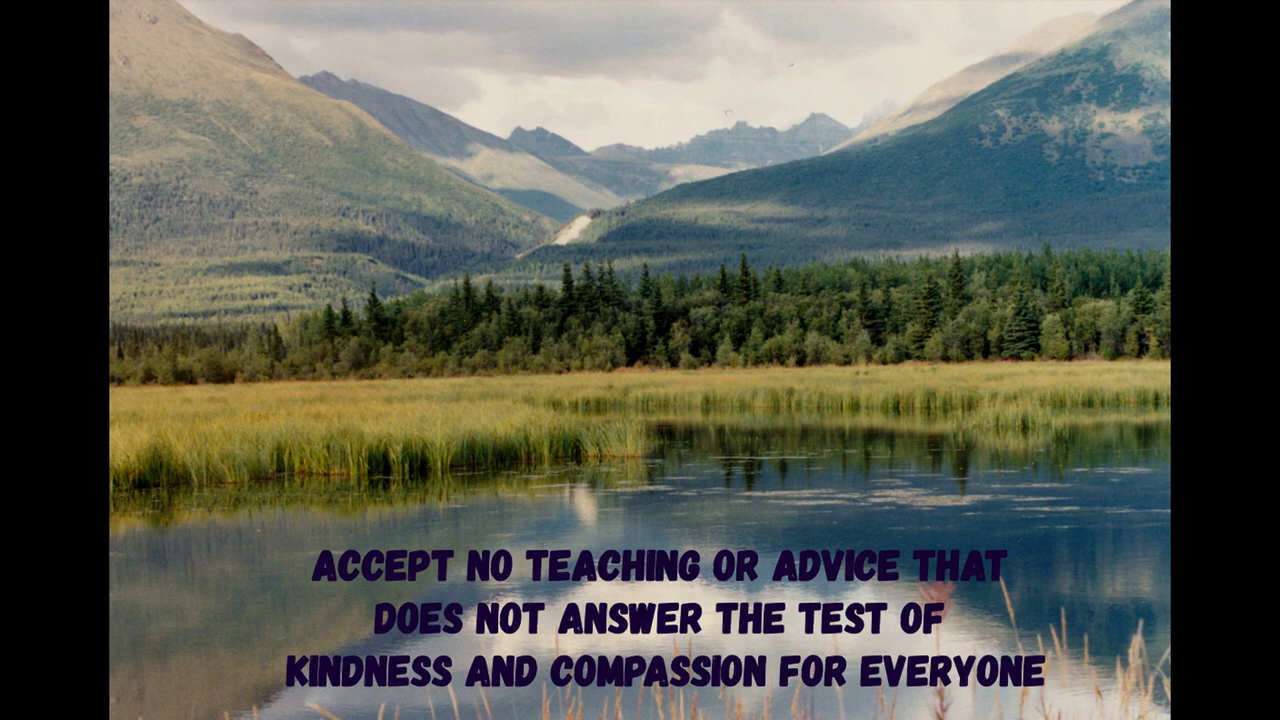 ACCEPT NO TEACHING OR ADVICE THAT
DOES NOT ANSWER THE TEST OF
KINDNESS AND COMPASSION FOR EVERYONE